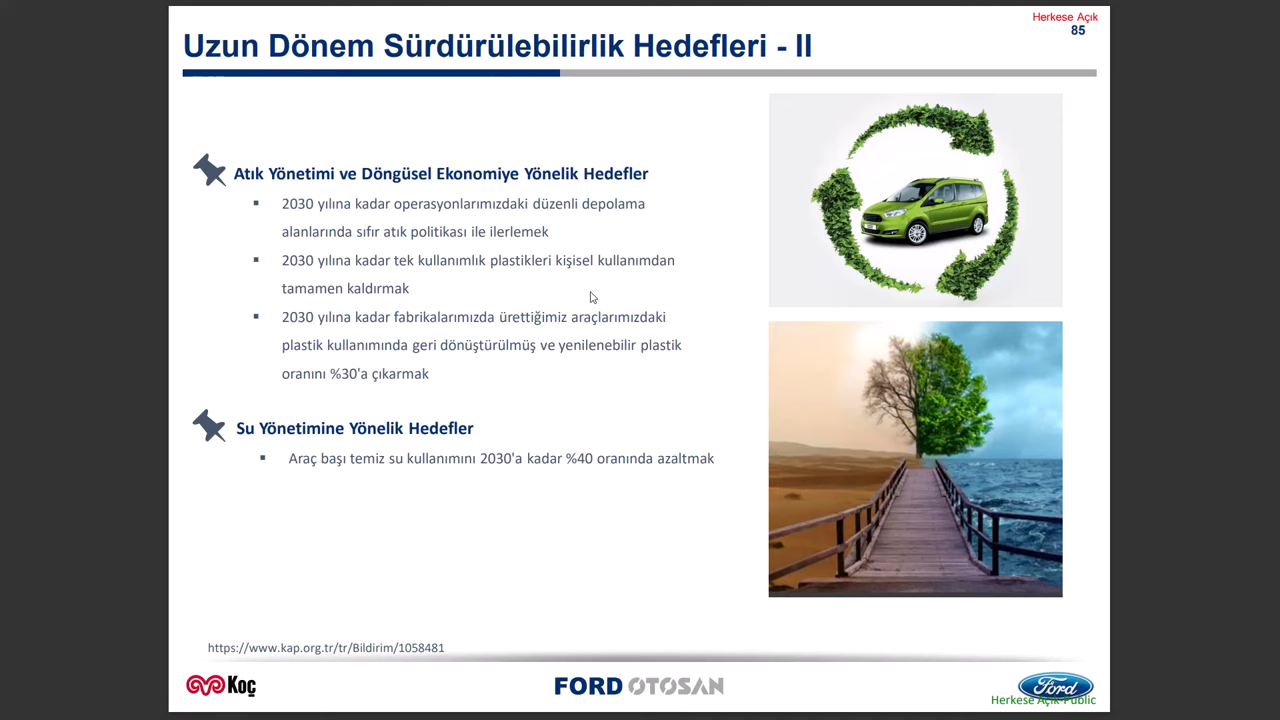 Herkese Açık
85
Uzun Dönem Sürdürülebilirlik Hedefleri - II
Atık Yönetimi ve Döngüsel Ekonomiye Yönelik Hedefler
▪ 2030 yılına kadar operasyonlarımızdaki düzenli depolama
alanlarında sıfır atık politikası ile ilerlemek
▪ 2030 yılına kadar tek kullanımlık plastikleri kişisel kullanımdan
tamamen kaldırmak
▪ 2030 yılına kadar fabrikalarımızda ürettiğimiz araçlarımızdaki
plastik kullanımında geri dönüştürülmüş ve yenilenebilir plastik
oranını %30'a çıkarmak
Su Yönetimine Yönelik Hedefler
▪ Araç başı temiz su kullanımını 2030'a kadar %40 oranında azaltmak
https://www.kap.org.tr/tr/Bildirim/1058481
Koç
FORD OTOSAN
Ford
Herkese Açık-Public